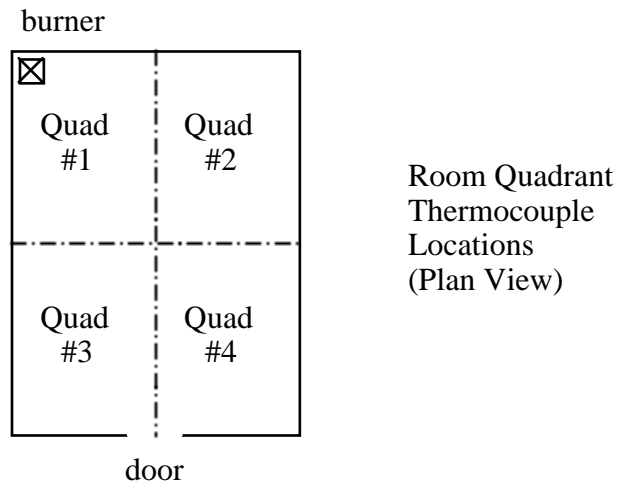 burner
Quad
#1
Quad
#2
Room Quadrant
Thermocouple
Locations
(Plan View)
Quad
#3
Quad
#4
door